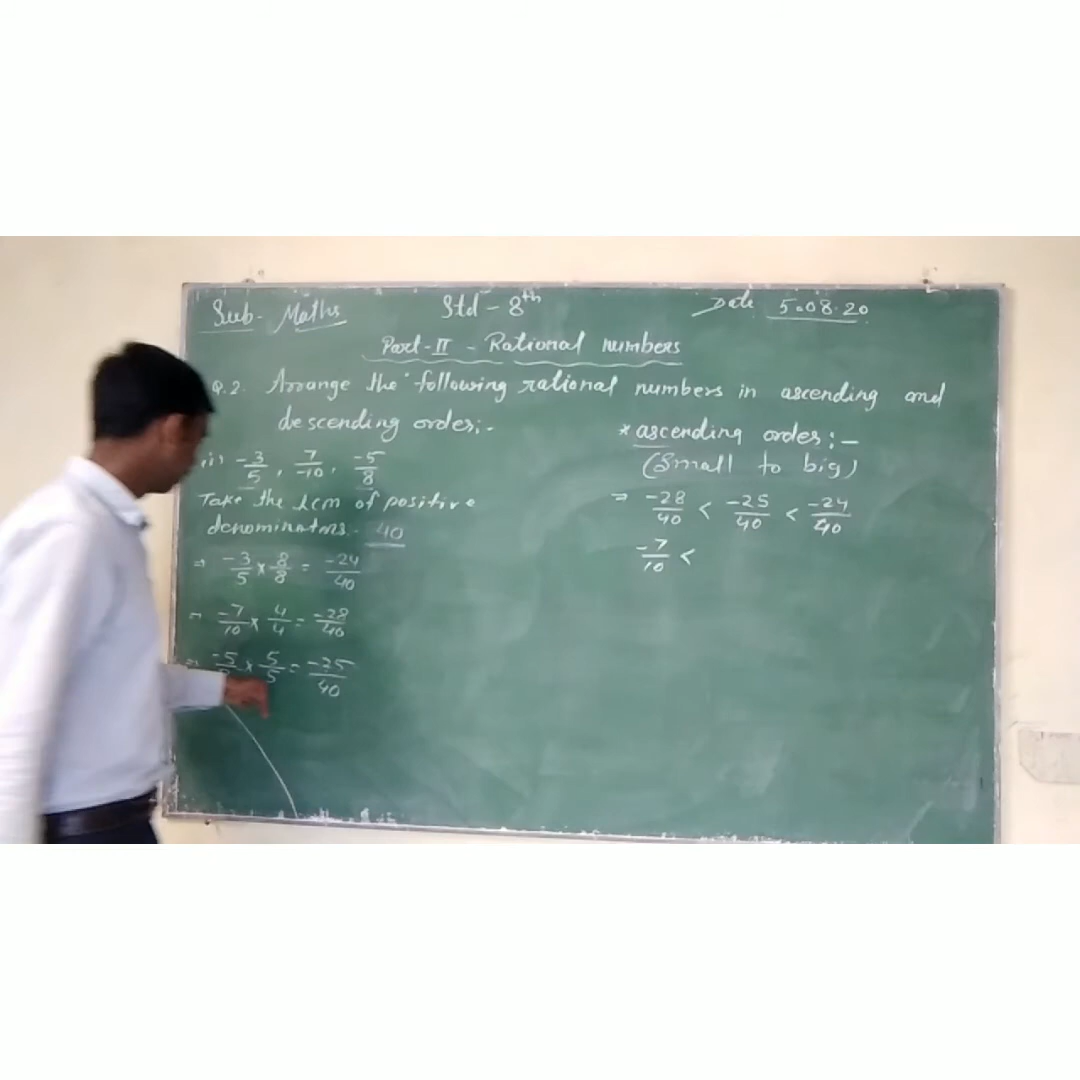 Sub- Maths Std - 8th Date 5.08.20
Part-II - Rational numbers
Q.2. Arrange the following rational numbers in ascending and
descending order:-
(i) -3/5, 7/-10, -5/8
Take the lcm of positive
denominators - 40
⇒ -3/5 × 8/8 = -24/40
⇒ -7/10 × 4/4 = -28/40
⇒ -5/8 × 5/5 = -25/40
* ascending order:-
(Small to big)
⇒ -28/40 < -25/40 < -24/40
-7/10 <